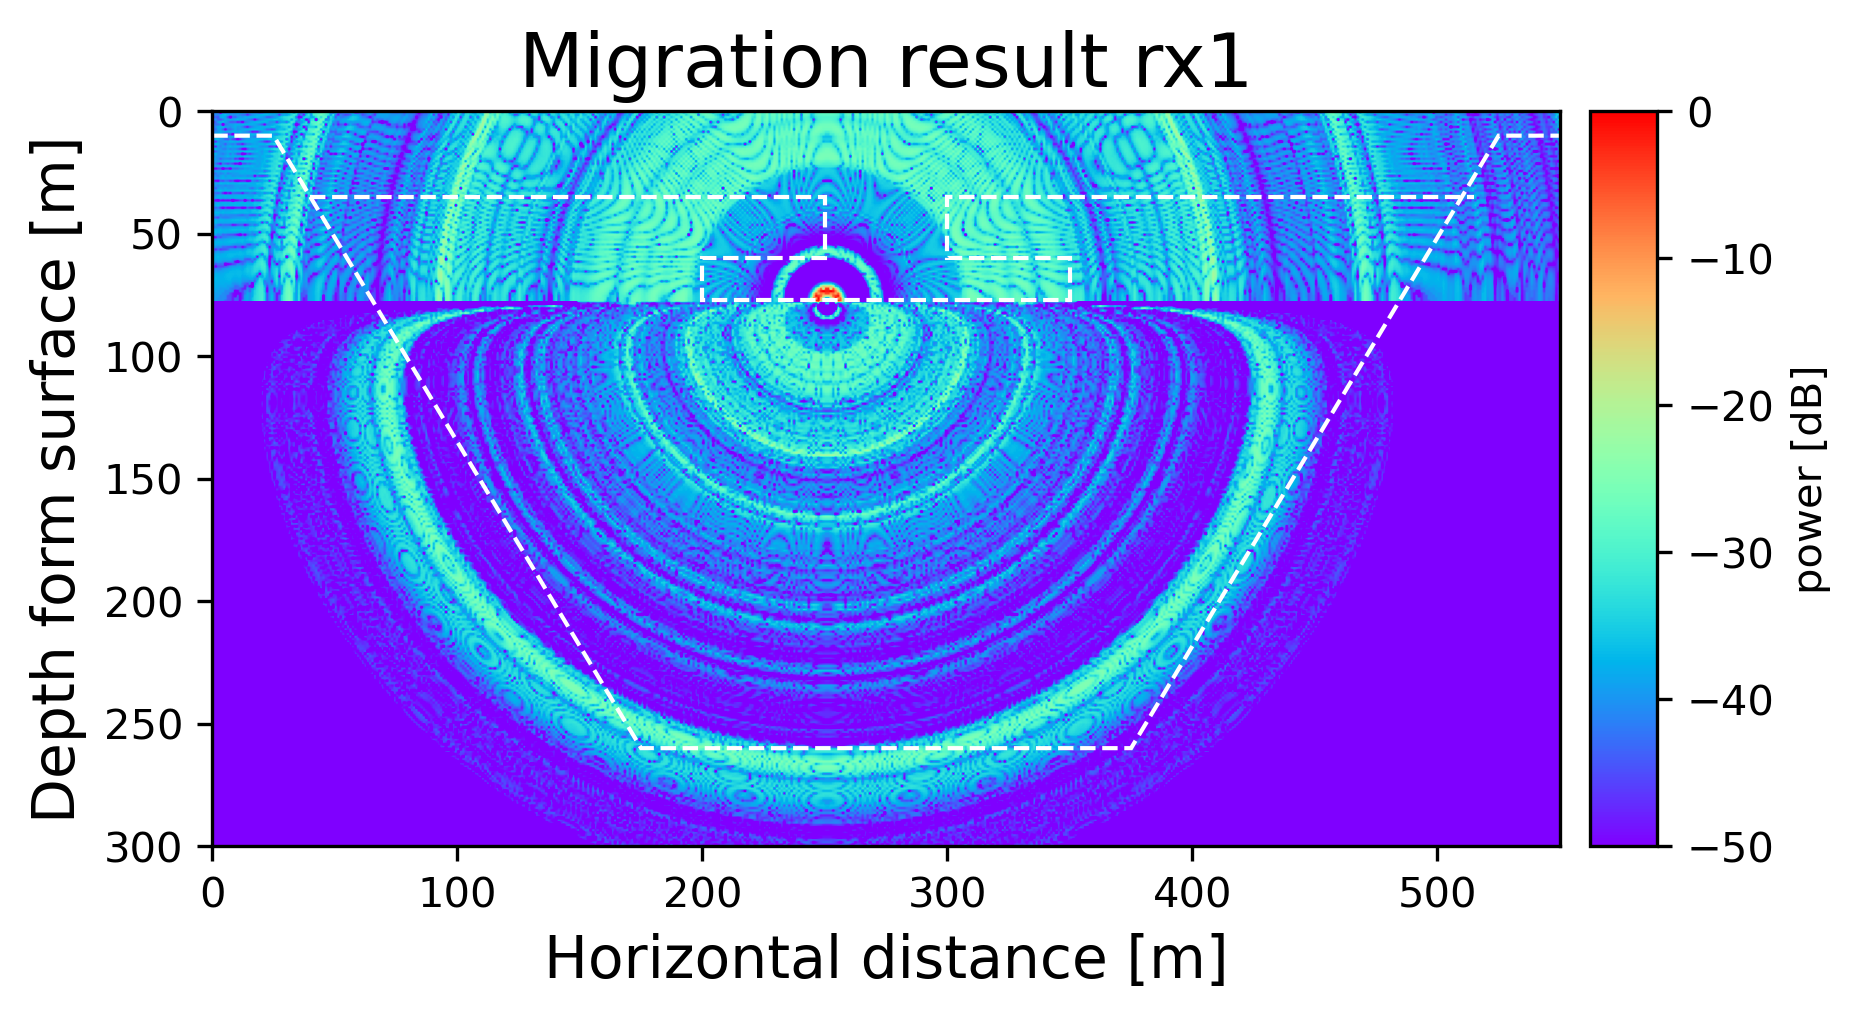 Migration result rx1
Depth form surface [m]
0
50
100
150
200
250
300
0 100 200 300 400 500
Horizontal distance [m]
0
−10
−20
−30
−40
−50
power [dB]